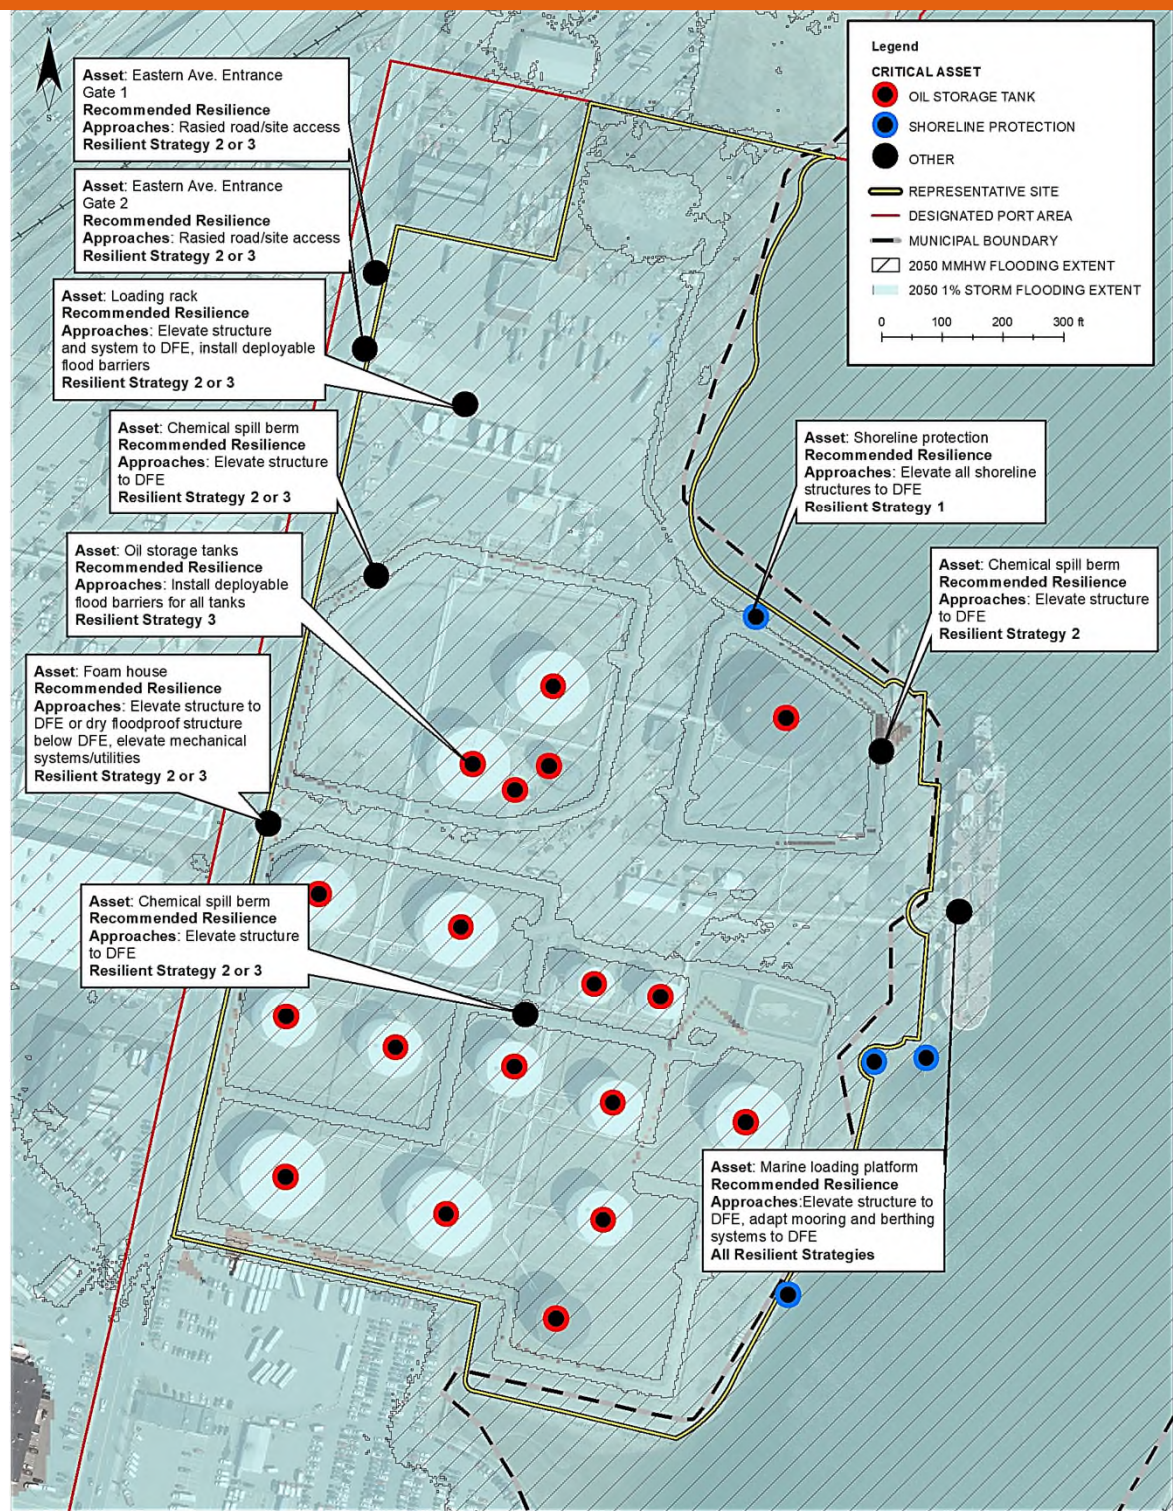 N
S
Asset: Eastern Ave. Entrance
Gate 1
Recommended Resilience
Approaches: Rasied road/site access
Resilient Strategy 2 or 3
Asset: Eastern Ave. Entrance
Gate 2
Recommended Resilience
Approaches: Rasied road/site access
Resilient Strategy 2 or 3
Asset: Loading rack
Recommended Resilience
Approaches: Elevate structure
and system to DFE, install deployable
flood barriers
Resilient Strategy 2 or 3
Asset: Chemical spill berm
Recommended Resilience
Approaches: Elevate structure
to DFE
Resilient Strategy 2 or 3
Asset: Oil storage tanks
Recommended Resilience
Approaches: Install deployable
flood barriers for all tanks
Resilient Strategy 3
Asset: Foam house
Recommended Resilience
Approaches: Elevate structure to
DFE or dry floodproof structure
below DFE, elevate mechanical
systems/utilities
Resilient Strategy 2 or 3
Asset: Chemical spill berm
Recommended Resilience
Approaches: Elevate structure
to DFE
Resilient Strategy 2 or 3
Legend
CRITICAL ASSET
OIL STORAGE TANK
SHORELINE PROTECTION
OTHER
REPRESENTATIVE SITE
DESIGNATED PORT AREA
MUNICIPAL BOUNDARY
2050 MMHW FLOODING EXTENT
2050 1% STORM FLOODING EXTENT
0 100 200 300 ft
Asset: Shoreline protection
Recommended Resilience
Approaches: Elevate all shoreline
structures to DFE
Resilient Strategy 1
Asset: Chemical spill berm
Recommended Resilience
Approaches: Elevate structure
to DFE
Resilient Strategy 2
Asset: Marine loading platform
Recommended Resilience
Approaches:Elevate structure to
DFE, adapt mooring and berthing
systems to DFE
All Resilient Strategies